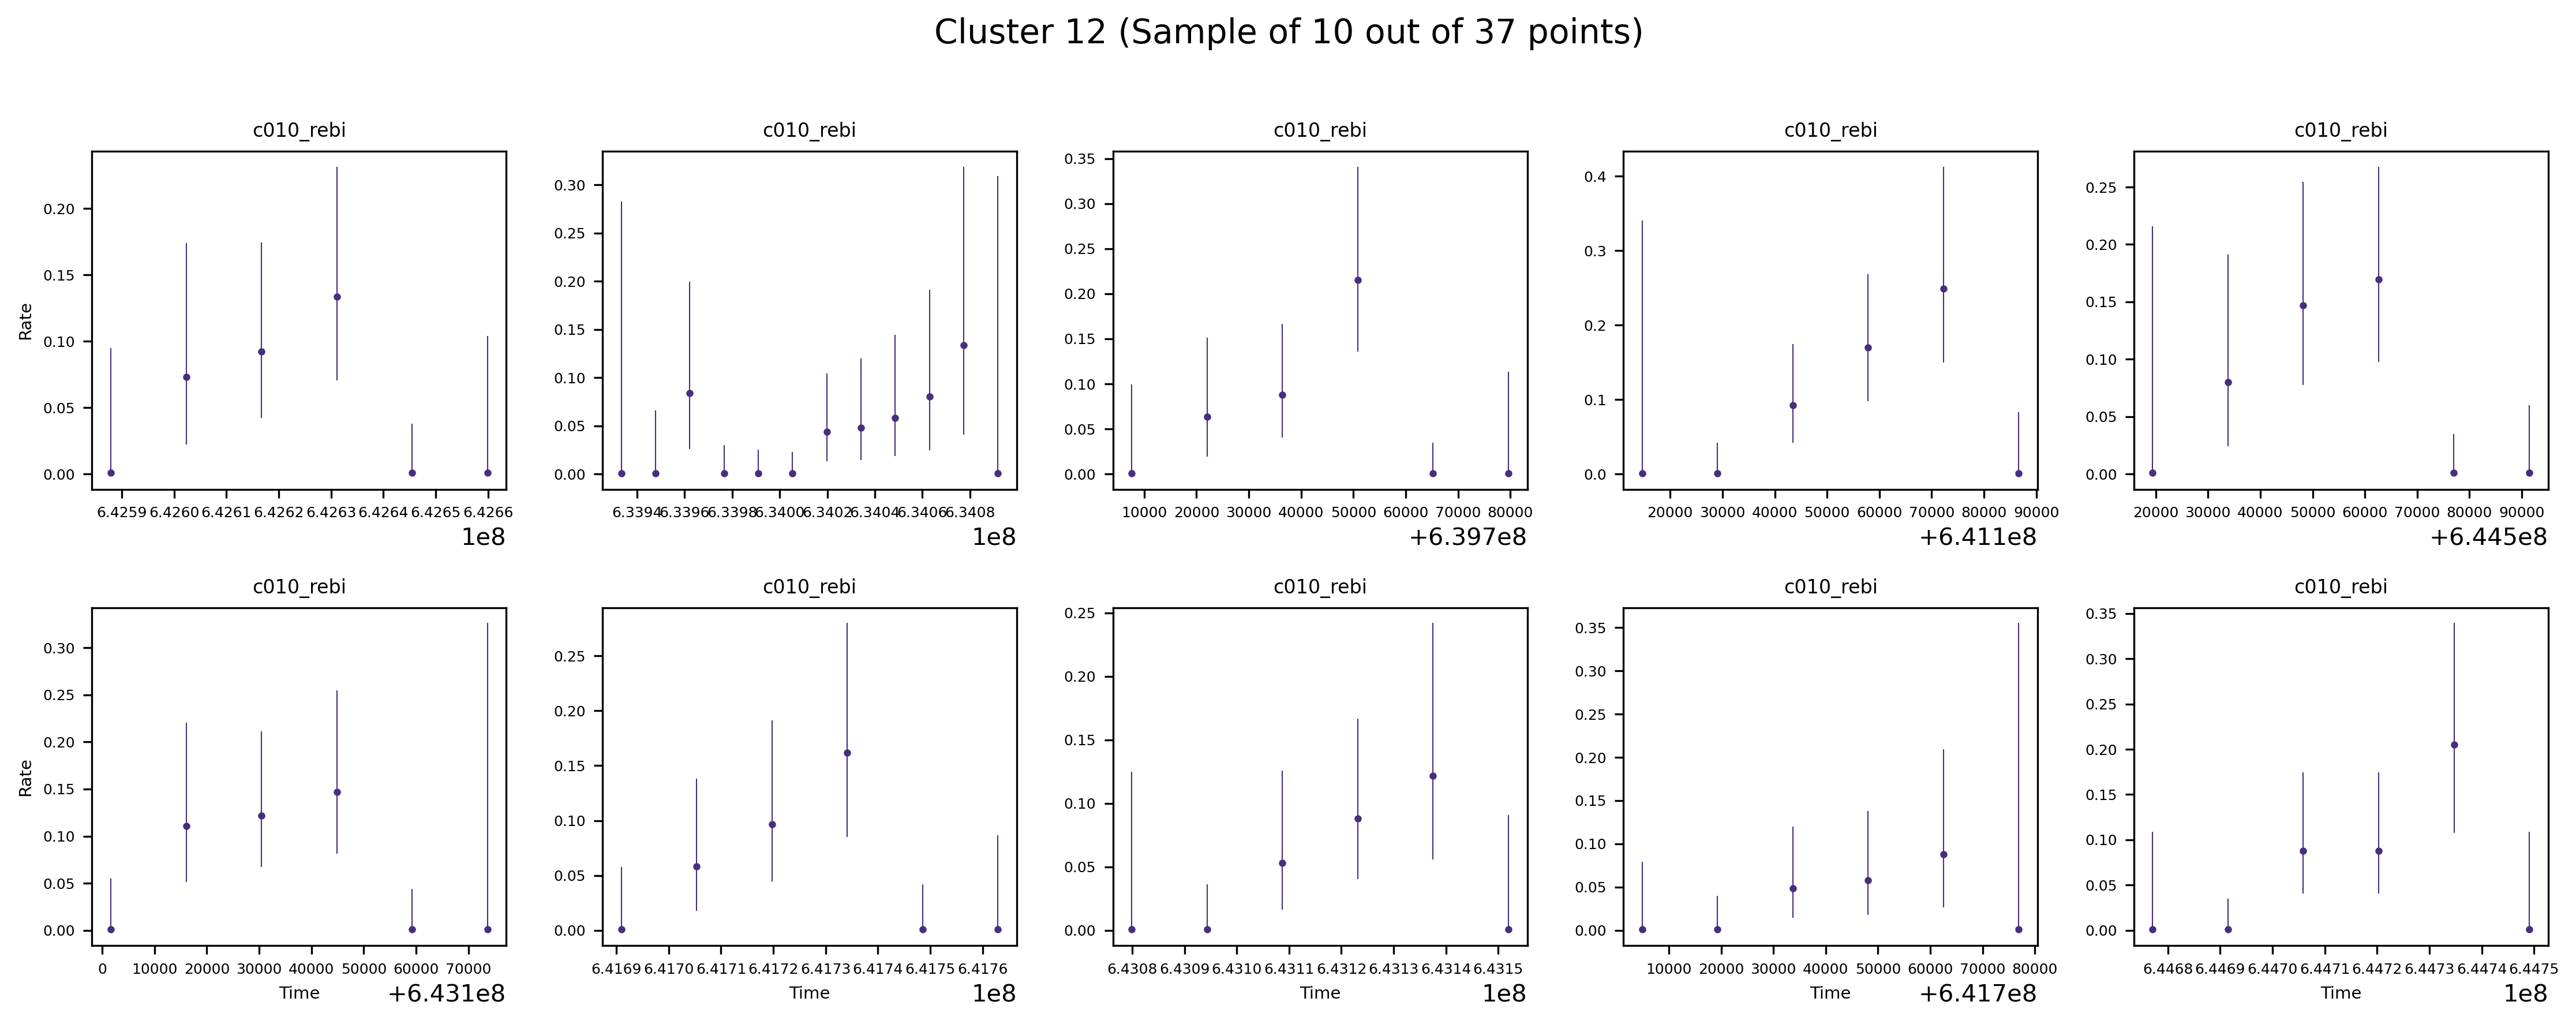 Cluster 12 (Sample of 10 out of 37 points)
c010_rebi c010_rebi c010_rebi c010_rebi c010_rebi
Rate
0.20
0.15
0.10
0.05
0.00
6.4259 6.4260 6.4261 6.4262 6.4263 6.4264 6.4265 6.4266
1e8
0.30
0.25
0.20
0.15
0.10
0.05
0.00
6.3394 6.3396 6.3398 6.3400 6.3402 6.3404 6.3406 6.3408
1e8
0.35
0.30
0.25
0.20
0.15
0.10
0.05
0.00
10000 20000 30000 40000 50000 60000 70000 80000
+6.397e8
0.4
0.3
0.2
0.1
0.0
20000 30000 40000 50000 60000 70000 80000 90000
+6.411e8
0.25
0.20
0.15
0.10
0.05
0.00
20000 30000 40000 50000 60000 70000 80000 90000
+6.445e8
c010_rebi c010_rebi c010_rebi c010_rebi c010_rebi
Rate
0.30
0.25
0.20
0.15
0.10
0.05
0.00
0 10000 20000 30000 40000 50000 60000 70000
Time +6.431e8
0.25
0.20
0.15
0.10
0.05
0.00
6.4169 6.4170 6.4171 6.4172 6.4173 6.4174 6.4175 6.4176
Time 1e8
0.25
0.20
0.15
0.10
0.05
0.00
6.4308 6.4309 6.4310 6.4311 6.4312 6.4313 6.4314 6.4315
Time 1e8
0.35
0.30
0.25
0.20
0.15
0.10
0.05
0.00
10000 20000 30000 40000 50000 60000 70000 80000
Time +6.417e8
0.35
0.30
0.25
0.20
0.15
0.10
0.05
0.00
6.4468 6.4469 6.4470 6.4471 6.4472 6.4473 6.4474 6.4475
Time 1e8